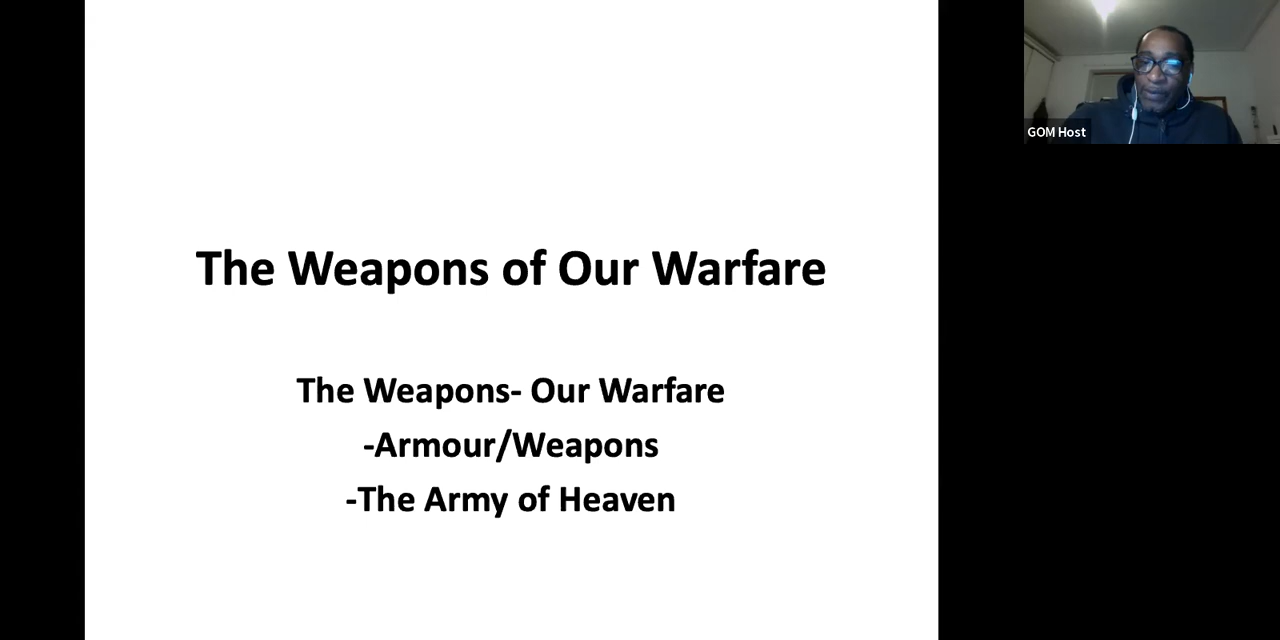 The Weapons of Our Warfare
The Weapons- Our Warfare
-Armour/Weapons
-The Army of Heaven
GOM Host